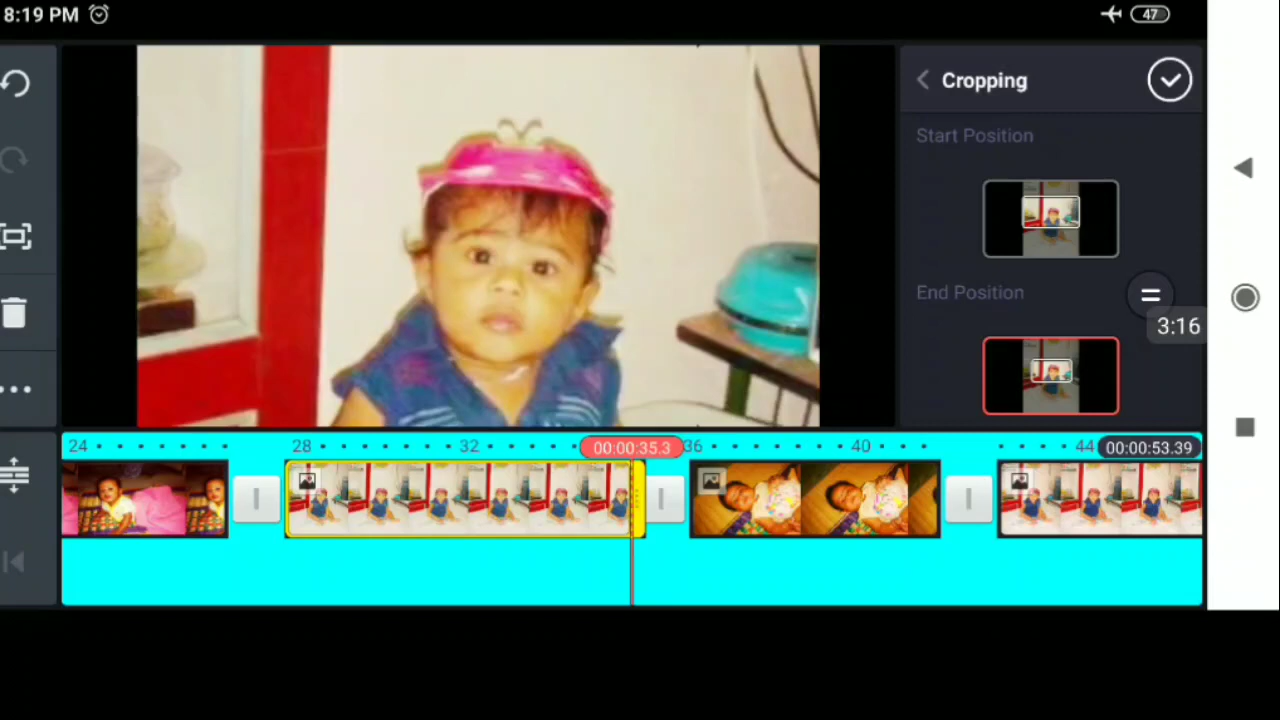 8:19 PM
47
Cropping
Start Position
End Position
=
3:16
24
28
32
00:00:35.3
36
40
44
00:00:53.39